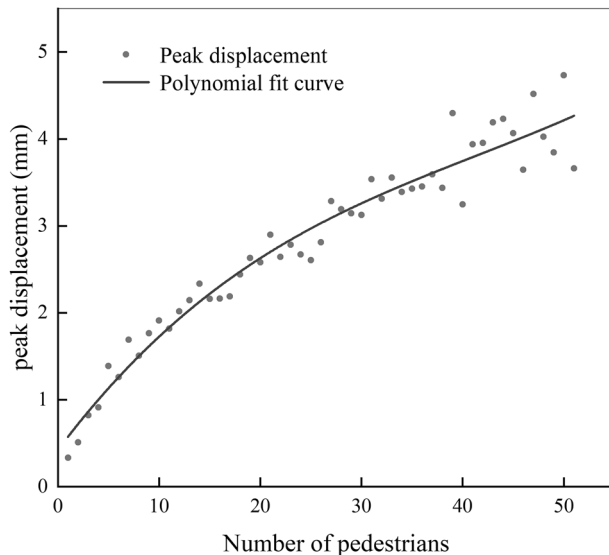 Peak displacement
Polynomial fit curve
peak displacement (mm)
5
4
3
2
1
0
0 10 20 30 40 50
Number of pedestrians